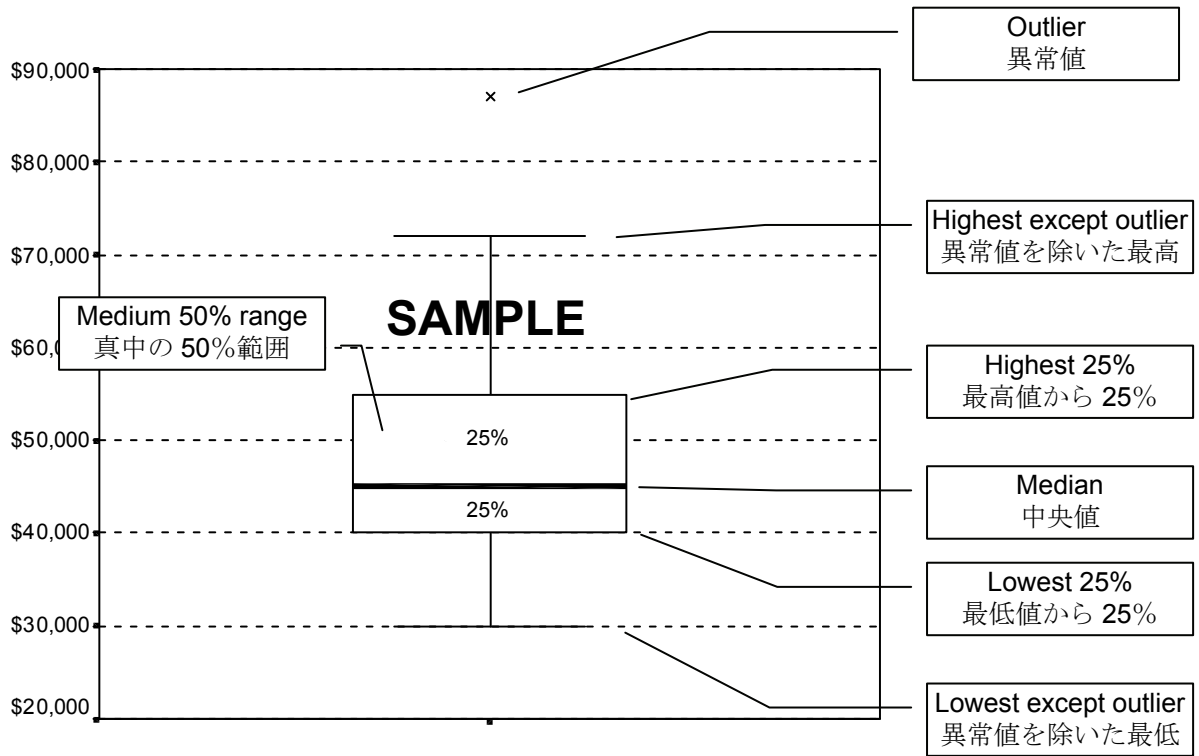 Outlier
異常値
$90,000
$80,000
Highest except outlier
異常値を除いた最高
$70,000
SAMPLE
Medium 50% range
真中の 50%範囲
$60,0
Highest 25%
最高値から 25%
$50,000
25%
Median
中央値
25%
$40,000
Lowest 25%
最低値から 25%
$30,000
Lowest except outlier
異常値を除いた最低
$20,000